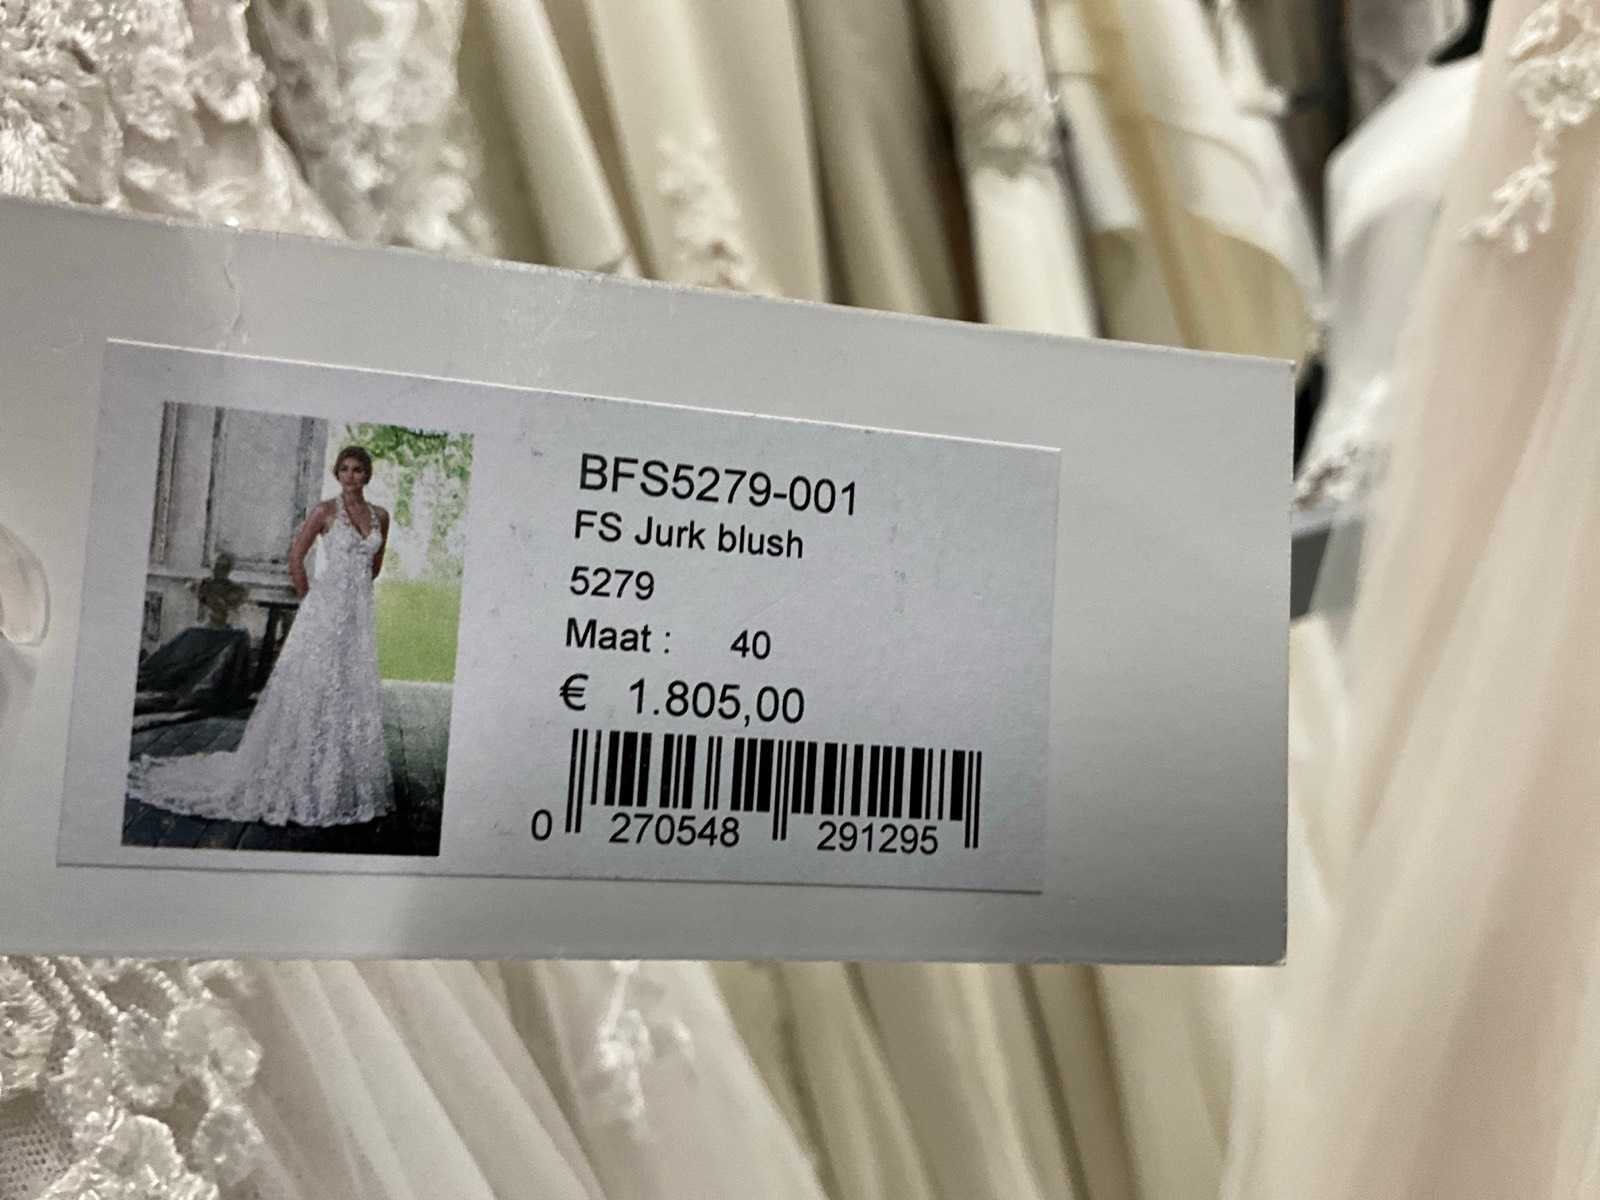 BFS5279-001
FS Jurk blush
5279
Maat : 40
€ 1.805,00
0 270548 291295